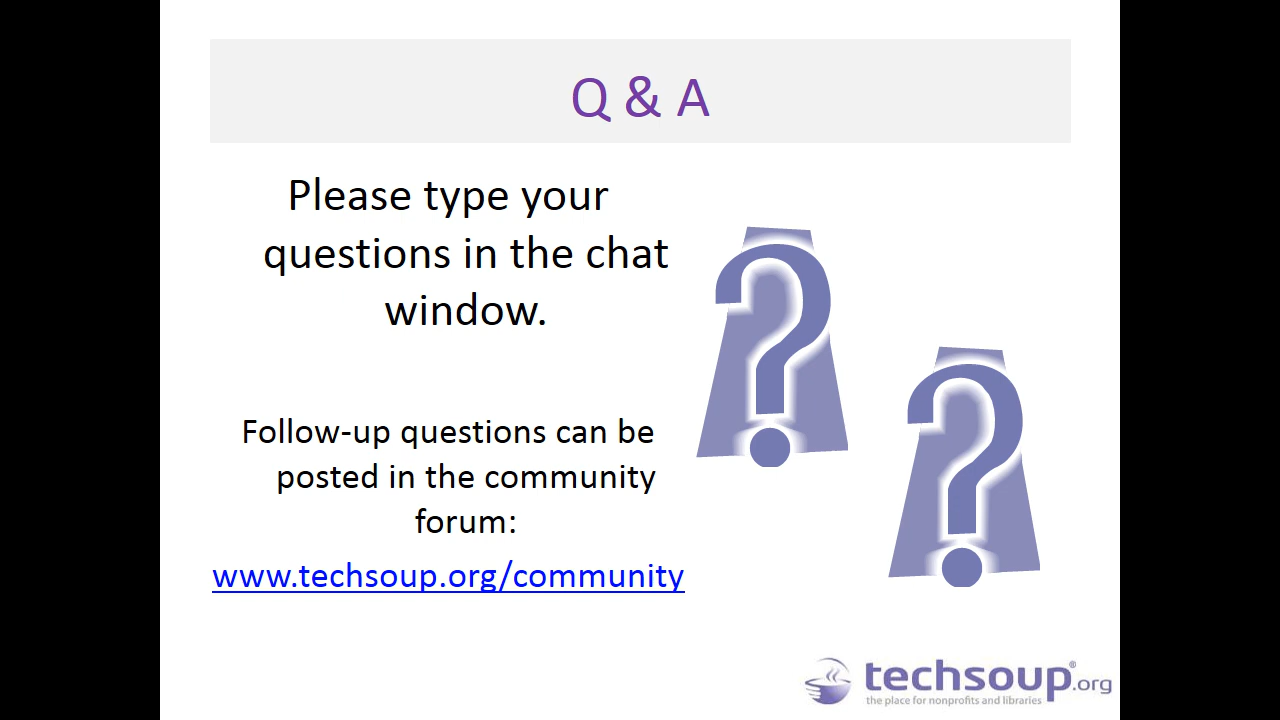 Q & A
Please type your
questions in the chat
window.
Follow-up questions can be
posted in the community
forum:
www.techsoup.org/community
techsoup®.org
the place for nonprofits and libraries